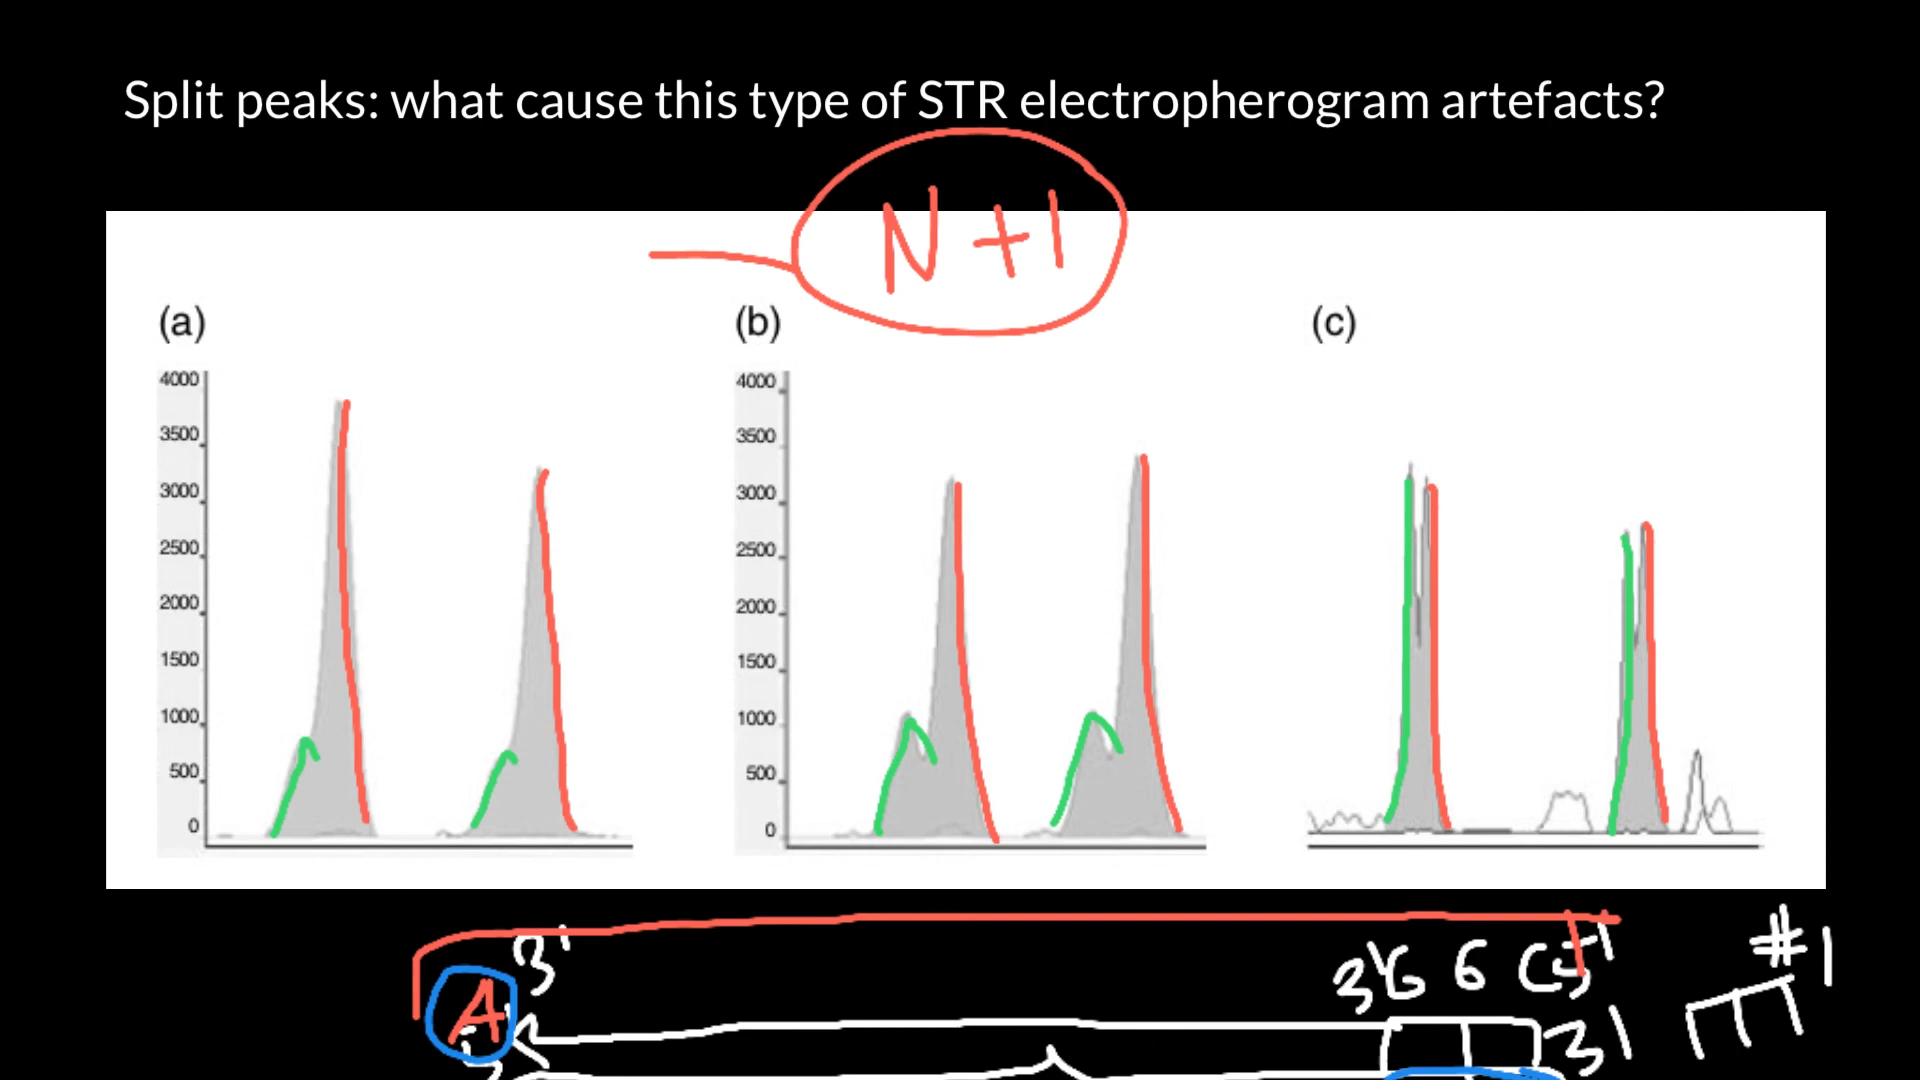 Split peaks: what cause this type of STR electropherogram artefacts?
N+1
(a) (b) (c)
4000 4000
3500 3500
3000 3000
2500 2500
2000 2000
1500 1500
1000 1000
500 500
0 0
3' #1
A